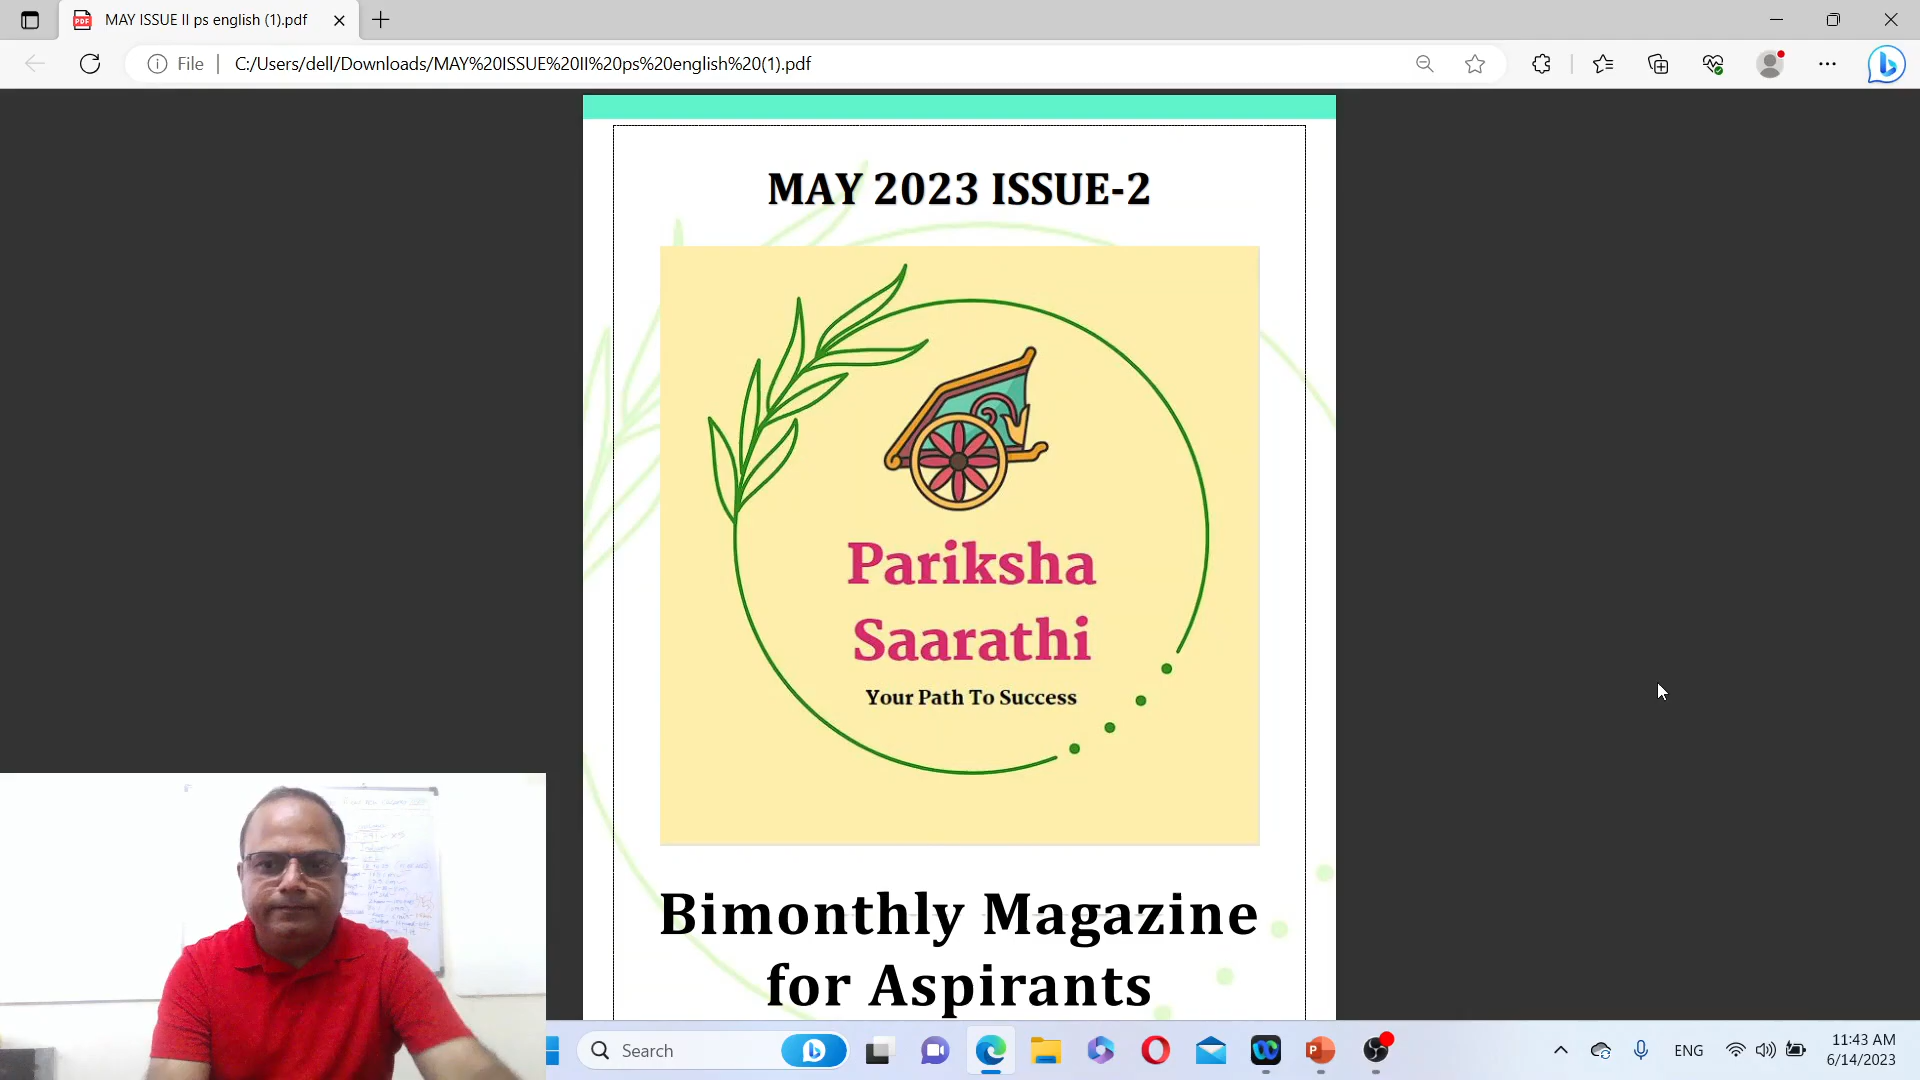 MAY ISSUE II ps english (1).pdf
File
C:/Users/dell/Downloads/MAY%20ISSUE%20II%20ps%20english%20(1).pdf
MAY 2023 ISSUE-2
Pariksha
Saarathi
Your Path To Success
Bimonthly Magazine
for Aspirants
Search
ENG
11:43 AM
6/14/2023